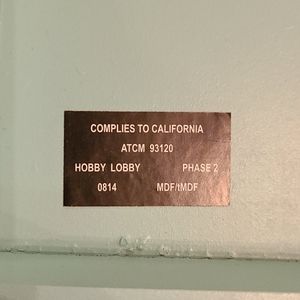 COMPLIES TO CALIFORNIA
ATCM 93120
HOBBY LOBBY PHASE 2
0814 MDF/tMDF